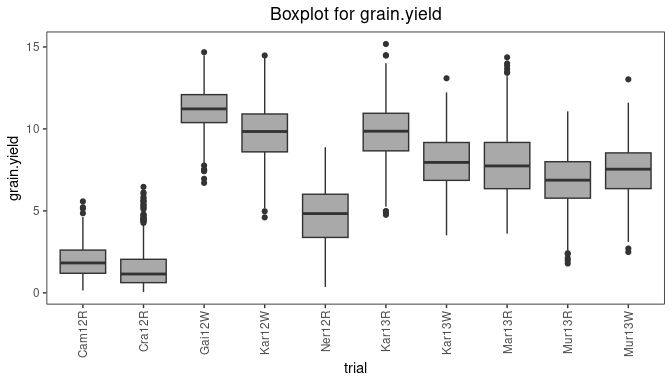 Boxplot for grain.yield
15
10
5
0
grain.yield
Cam12R
Cra12R
Gai12W
Kar12W
Ner12R
Kar13R
Kar13W
Mar13R
Mur13R
Mur13W
trial